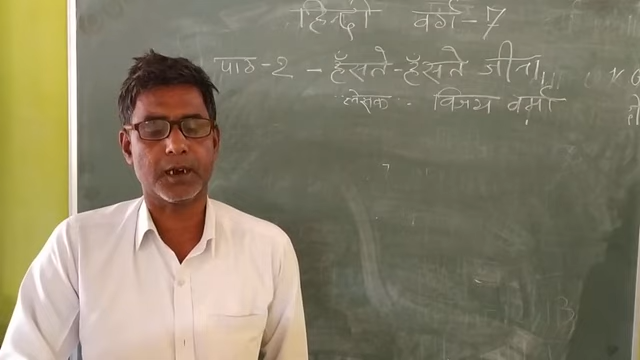 हिन्दी वर्ग-7
पाठ-2 - हँसते-हँसते जीना
लेखक :- विजय वर्मा